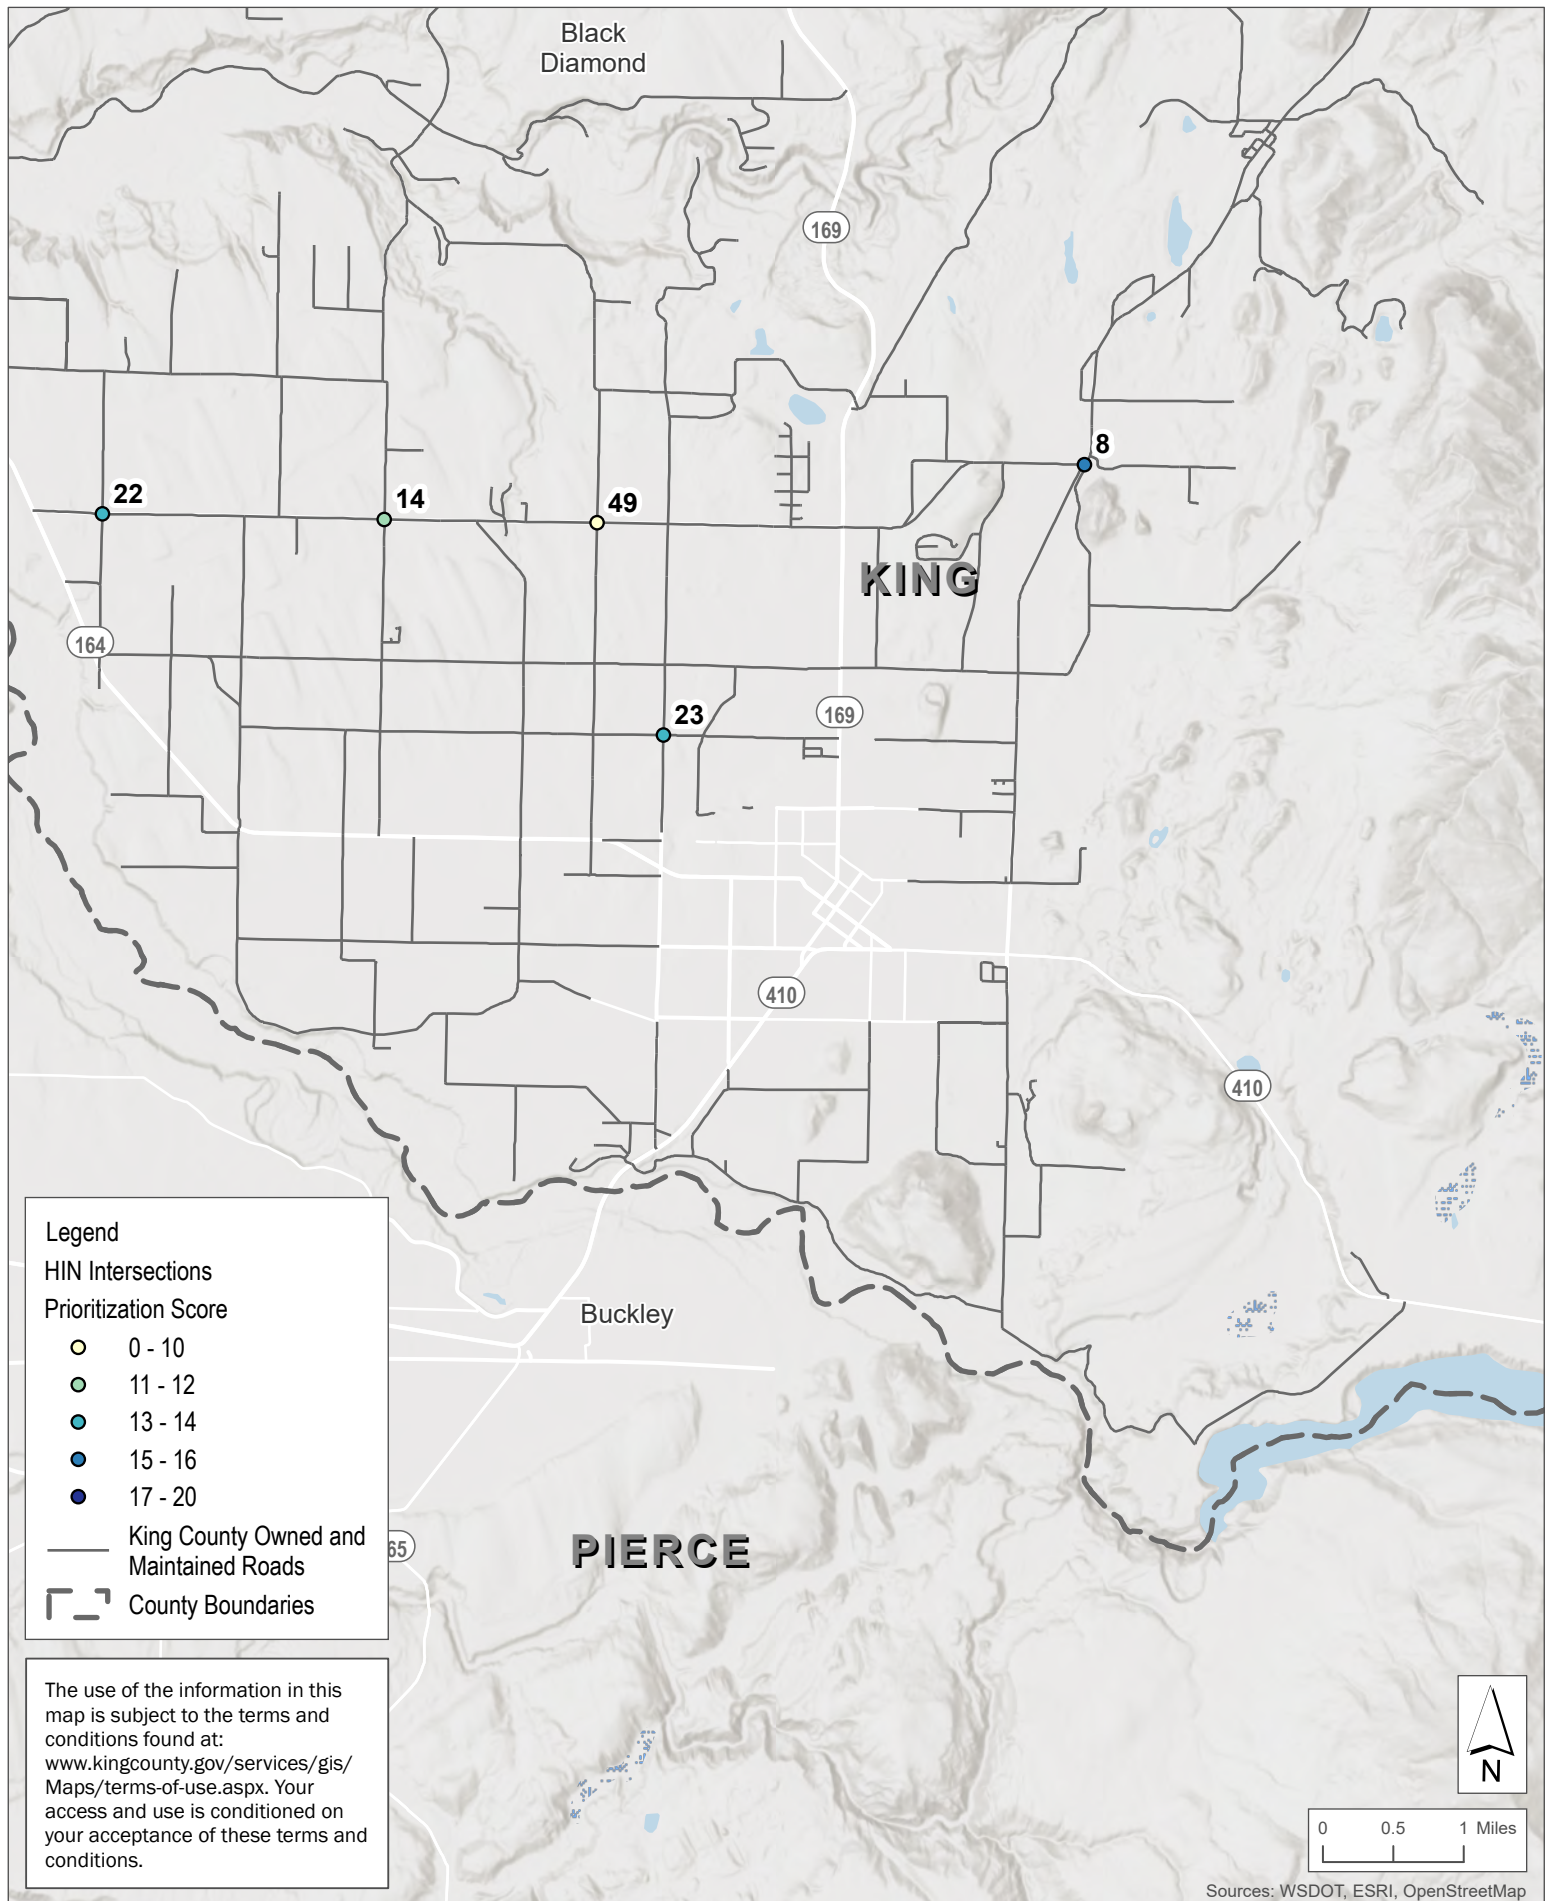 Black
Diamond
169
8
22
14
49
KING
164
23
169
410
410
Buckley
PIERCE
65
Legend
HIN Intersections
Prioritization Score
0 - 10
11 - 12
13 - 14
15 - 16
17 - 20
King County Owned and
Maintained Roads
County Boundaries
The use of the information in this
map is subject to the terms and
conditions found at:
www.kingcounty.gov/services/gis/
Maps/terms-of-use.aspx. Your
access and use is conditioned on
your acceptance of these terms and
conditions.
N
0 0.5 1 Miles
Sources: WSDOT, ESRI, OpenStreetMap